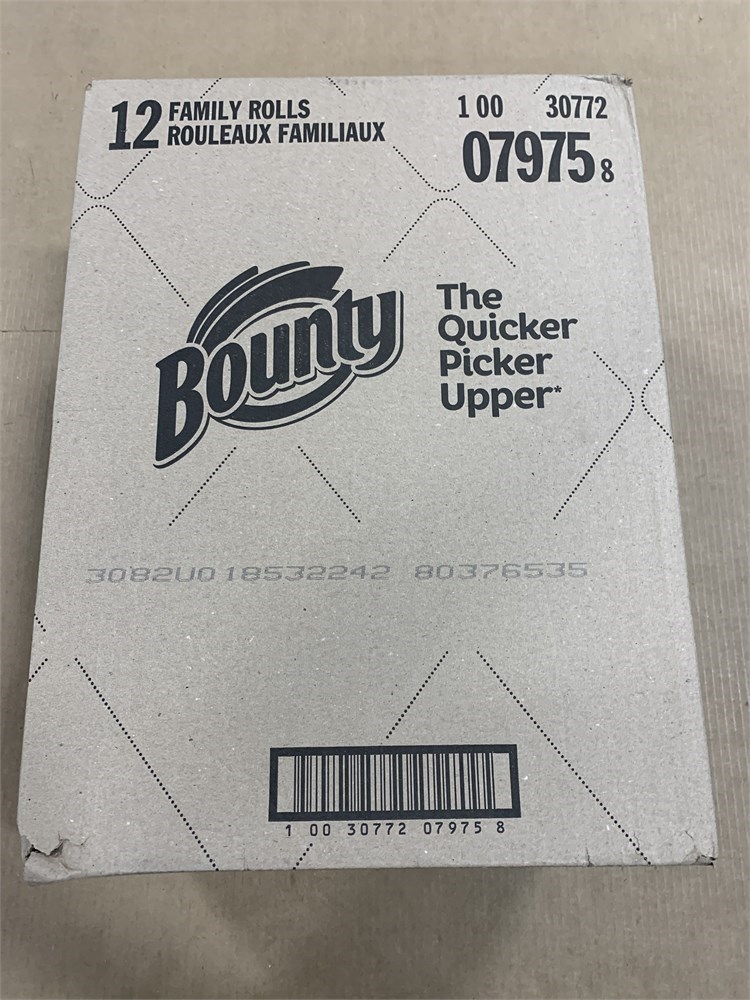 12 FAMILY ROLLS
ROULEAUX FAMILIAUX
1 00 30772
07975 8
Bounty
The
Quicker
Picker
Upper*
3082U018532242 80376535
1 00 30772 07975 8